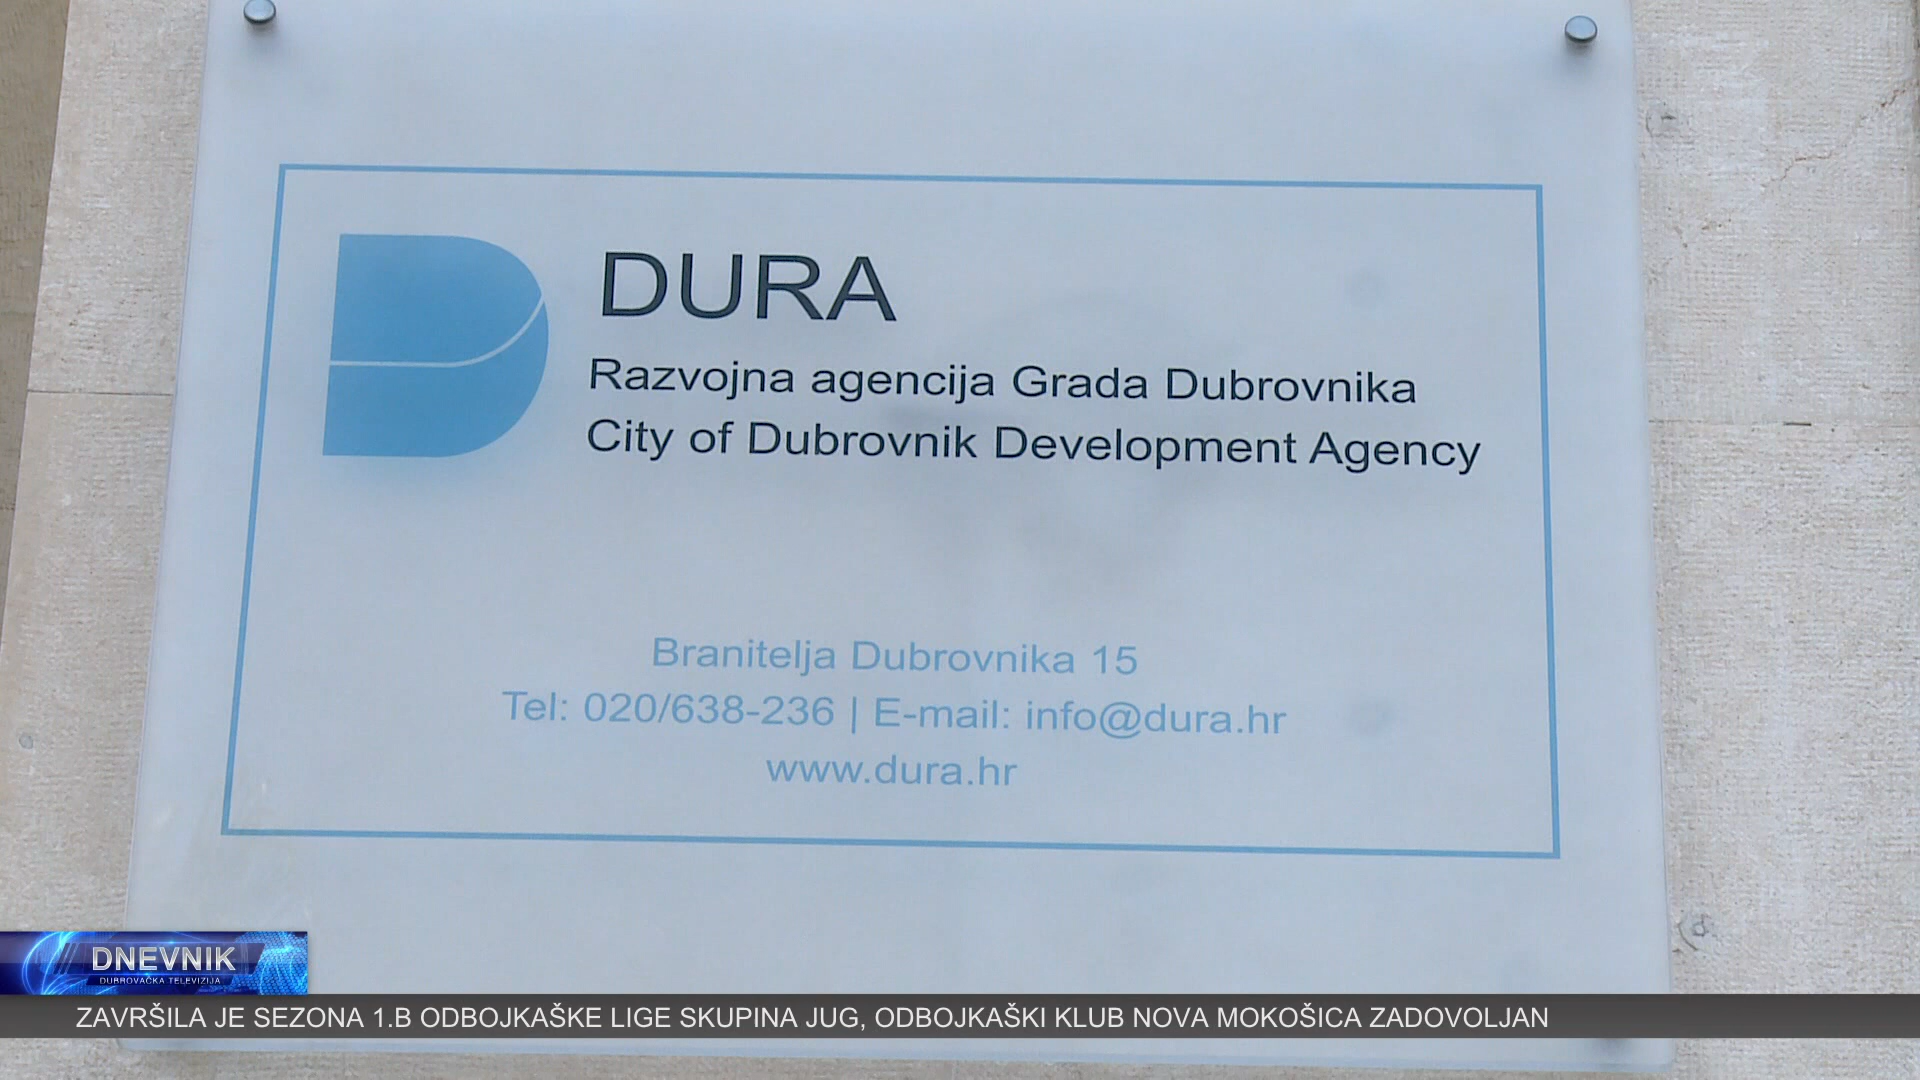 DURA
Razvojna agencija Grada Dubrovnika
City of Dubrovnik Development Agency
Branitelja Dubrovnika 15
Tel: 020/638-236 | E-mail: info@dura.hr
www.dura.hr
DNEVNIK
DUBROVAČKA TELEVIZIJA
ZAVRŠILA JE SEZONA 1.B ODBOJKAŠKE LIGE SKUPINA JUG, ODBOJKAŠKI KLUB NOVA MOKOŠICA ZADOVOLJAN